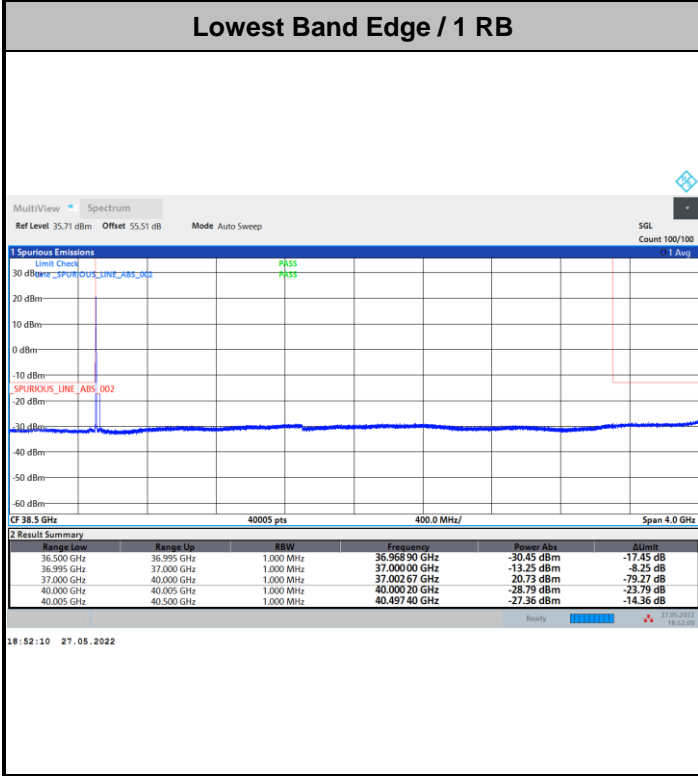 Lowest Band Edge / 1 RB
MultiView Spectrum
Ref Level 35.71 dBm Offset 55.51 dB Mode Auto Sweep SGL
Count 100/100
1 Spurious Emissions 1 Avg
Limit Check PASS
30 dBm Line _SPURIOUS_LINE_ABS_002 PASS
20 dBm
10 dBm
0 dBm
-10 dBm
_SPURIOUS_LINE_ABS_002
-20 dBm
-30 dBm
-40 dBm
-50 dBm
-60 dBm
CF 38.5 GHz 40005 pts 400.0 MHz/ Span 4.0 GHz
2 Result Summary
Range Low Range Up RBW Frequency Power Abs ΔLimit
36.500 GHz 36.995 GHz 1.000 MHz 36.968 90 GHz -30.45 dBm -17.45 dB
36.995 GHz 37.000 GHz 1.000 MHz 37.000 00 GHz -13.25 dBm -8.25 dB
37.000 GHz 40.000 GHz 1.000 MHz 37.002 67 GHz 20.73 dBm -79.27 dB
40.000 GHz 40.005 GHz 1.000 MHz 40.000 20 GHz -28.79 dBm -23.79 dB
40.005 GHz 40.500 GHz 1.000 MHz 40.497 40 GHz -27.36 dBm -14.36 dB
Ready 27.05.2022
18:52:09
18:52:10 27.05.2022